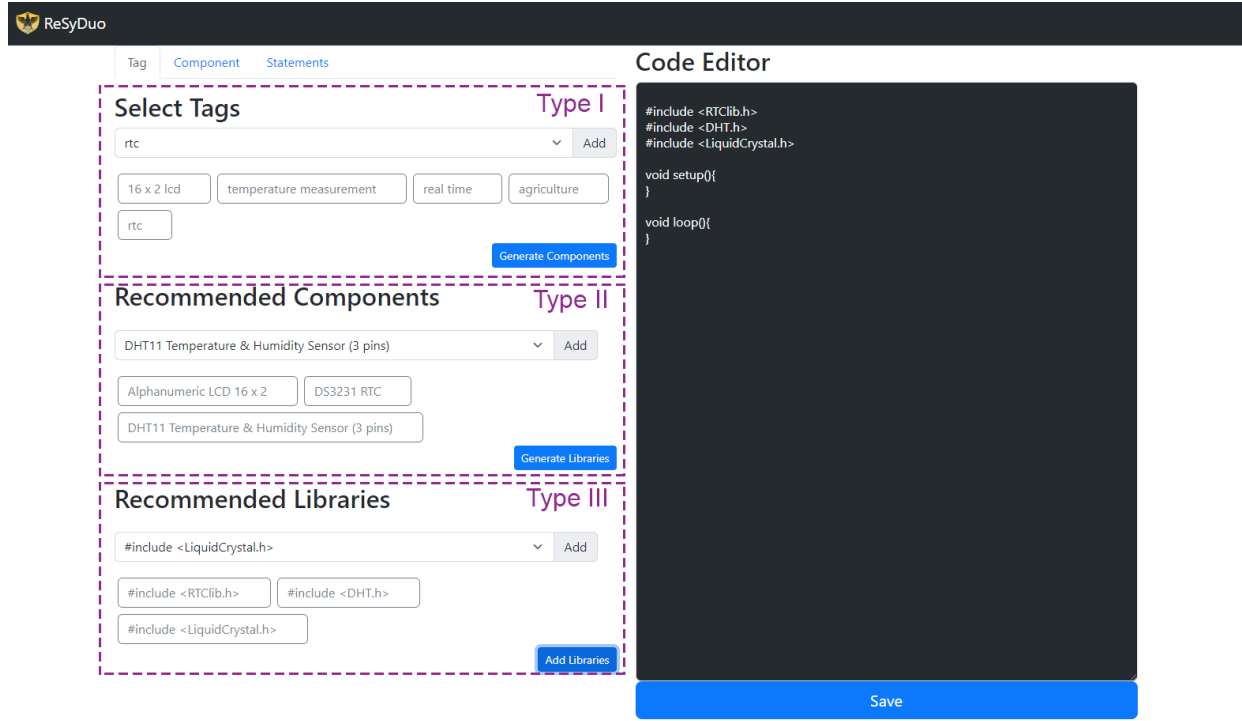 ReSyDuo
Tag Component Statements
Select Tags
Type I
rtc
Add
16 x 2 lcd
temperature measurement
real time
agriculture
rtc
Generate Components
Recommended Components
Type II
DHT11 Temperature & Humidity Sensor (3 pins)
Add
Alphanumeric LCD 16 x 2
DS3231 RTC
DHT11 Temperature & Humidity Sensor (3 pins)
Generate Libraries
Recommended Libraries
Type III
#include <LiquidCrystal.h>
Add
#include <RTClib.h>
#include <DHT.h>
#include <LiquidCrystal.h>
Add Libraries
Code Editor
#include <RTClib.h>
#include <DHT.h>
#include <LiquidCrystal.h>
void setup(){
}
void loop(){
}
Save